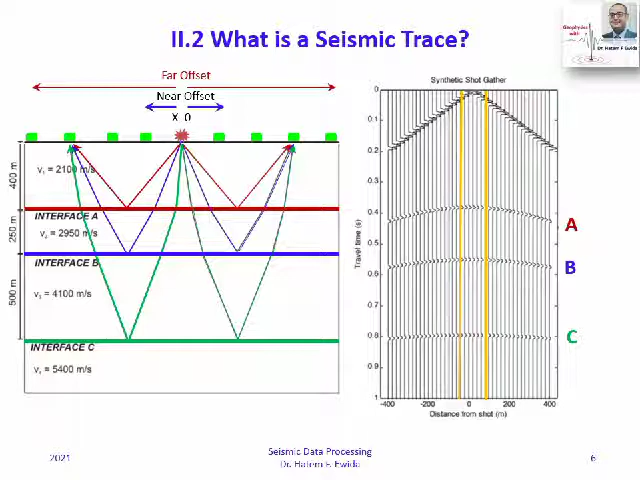 II.2 What is a Seismic Trace?
Geophysics
with
Dr. Hatem F. Ewida
Far Offset
Near Offset
X 0
400 m
v₁ = 2100 m/s
INTERFACE A
250 m
v₂ = 2950 m/s
INTERFACE B
500 m
v₃ = 4100 m/s
INTERFACE C
v₄ = 5400 m/s
Synthetic Shot Gather
0
0.1
0.2
0.3
0.4
0.5
0.6
0.7
0.8
0.9
1
Travel time (s)
-400
-200
0
200
400
Distance from shot (m)
A
B
C
2021
Seismic Data Processing
Dr. Hatem F. Ewida
6